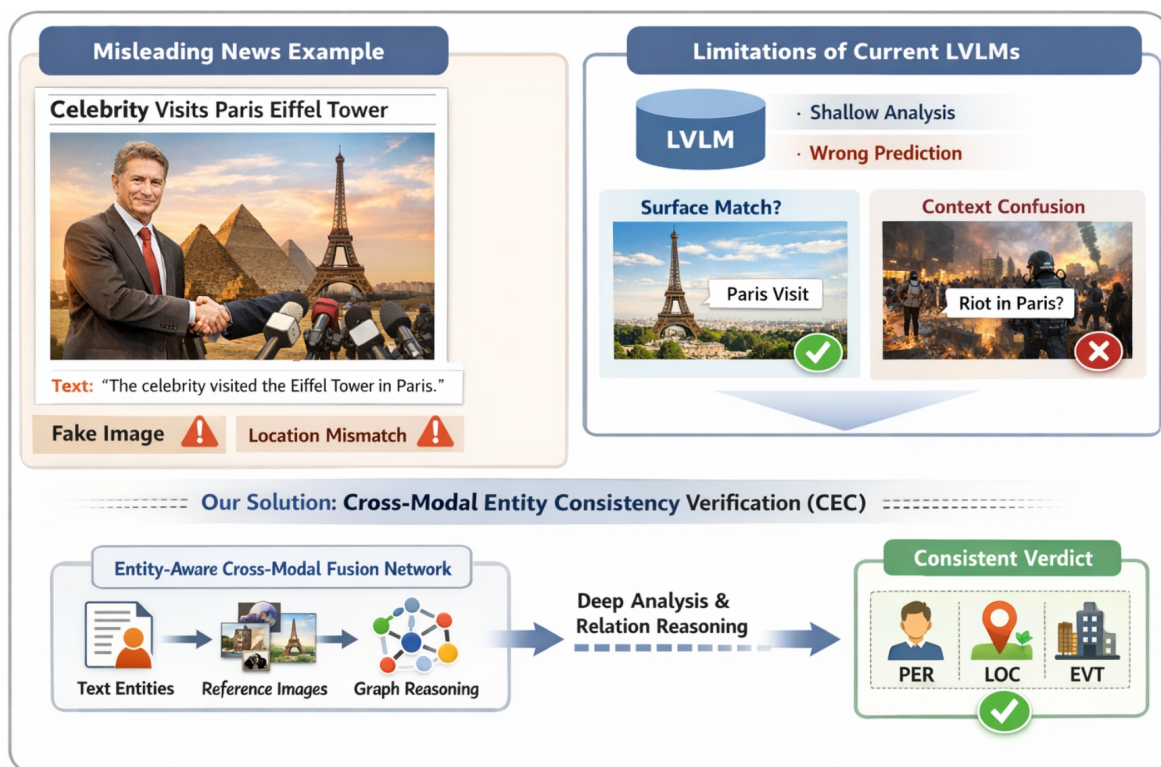 Misleading News Example
Celebrity Visits Paris Eiffel Tower
Text: “The celebrity visited the Eiffel Tower in Paris.”
Fake Image
Location Mismatch
Limitations of Current LVLMs
LVLM
· Shallow Analysis
· Wrong Prediction
Surface Match?
Paris Visit
Context Confusion
Riot in Paris?
Our Solution: Cross-Modal Entity Consistency Verification (CEC)
Entity-Aware Cross-Modal Fusion Network
Text Entities
Reference Images
Graph Reasoning
Deep Analysis &
Relation Reasoning
Consistent Verdict
PER
LOC
EVT